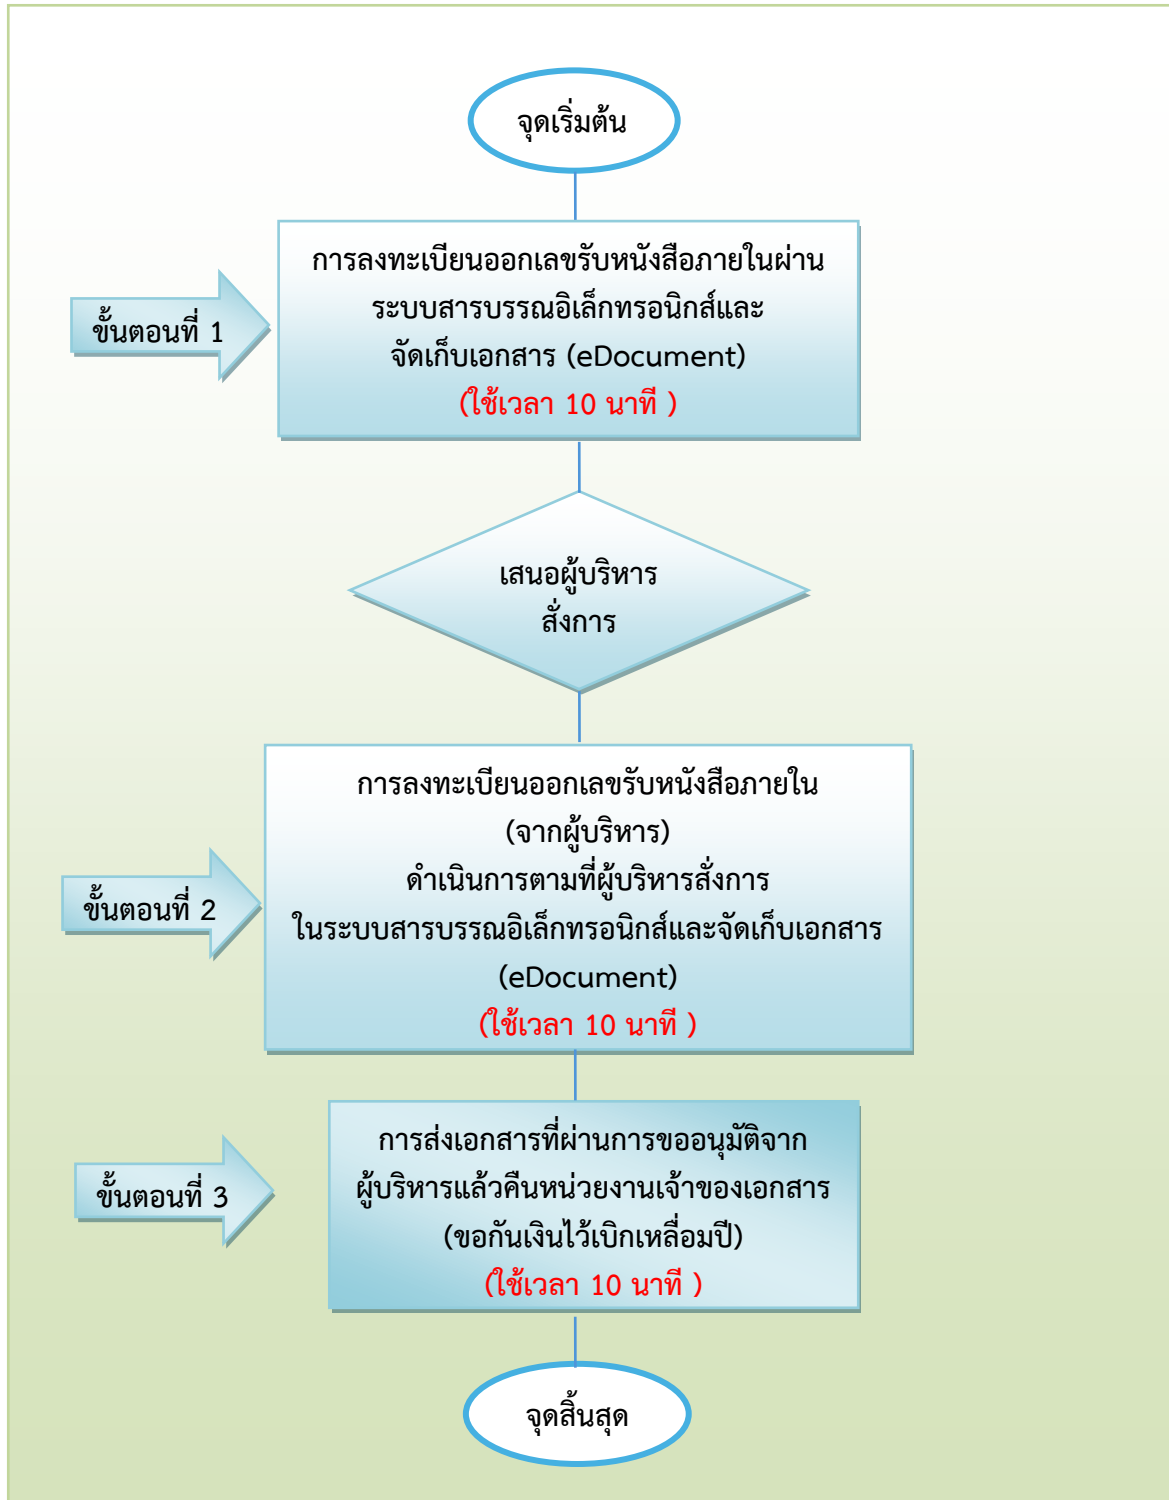 จุดเริ่มต้น
ขั้นตอนที่ 1
การลงทะเบียนออกเลขรับหนังสือภายในผ่าน
ระบบสารบรรณอิเล็กทรอนิกส์และ
จัดเก็บเอกสาร (eDocument)
(ใช้เวลา 10 นาที )
เสนอผู้บริหาร
สั่งการ
ขั้นตอนที่ 2
การลงทะเบียนออกเลขรับหนังสือภายใน
(จากผู้บริหาร)
ดำเนินการตามที่ผู้บริหารสั่งการ
ในระบบสารบรรณอิเล็กทรอนิกส์และจัดเก็บเอกสาร
(eDocument)
(ใช้เวลา 10 นาที )
ขั้นตอนที่ 3
การส่งเอกสารที่ผ่านการขออนุมัติจาก
ผู้บริหารแล้วคืนหน่วยงานเจ้าของเอกสาร
(ขอกันเงินไว้เบิกเหลื่อมปี)
(ใช้เวลา 10 นาที )
จุดสิ้นสุด